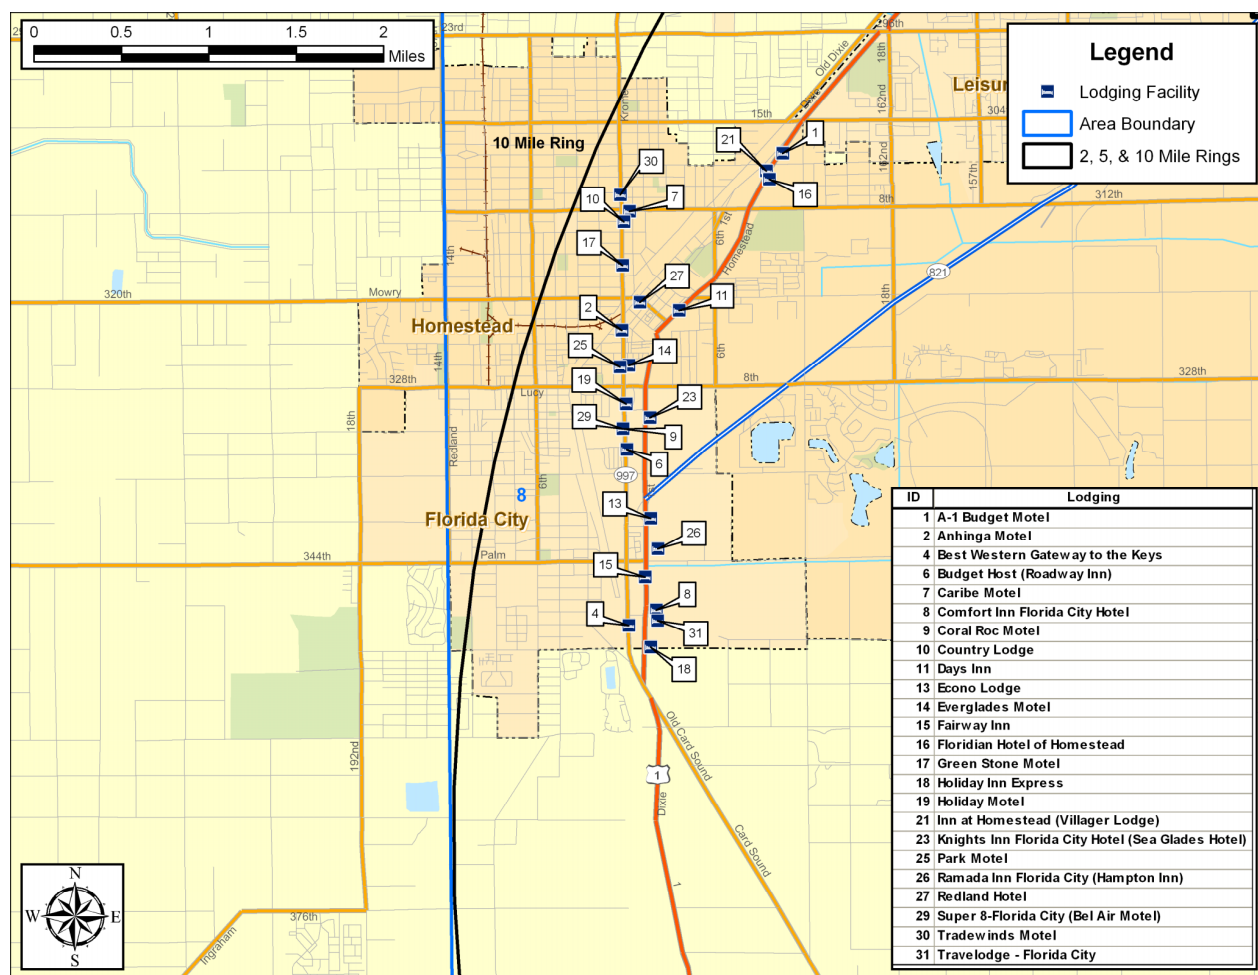 0 0.5 1 1.5 2
Miles
23rd
296th
Old Dixie
18th
Legend
Lodging Facility
Area Boundary
2, 5, & 10 Mile Rings
Krome
Dixie
162nd
Leisur
304
15th
10 Mile Ring
21
1
102nd
157th
30
16
10
7
8th
312th
1st
6th
17
14th
Homestead
821
27
320th
Mowry
11
18th
2
Homestead
25
14
14th
6th
328th
8th
328th
Lucy
19
23
18th
29
9
Redland
6
997
6th
1st
8
13
Florida City
26
344th
Palm
15
8
4
31
18
Old Card Sound
192nd
1
Dixie
Card Sound
1
376th
Ingraham
N
W E
S
ID Lodging
1 A-1 Budget Motel
2 Anhinga Motel
4 Best Western Gateway to the Keys
6 Budget Host (Roadway Inn)
7 Caribe Motel
8 Comfort Inn Florida City Hotel
9 Coral Roc Motel
10 Country Lodge
11 Days Inn
13 Econo Lodge
14 Everglades Motel
15 Fairway Inn
16 Floridian Hotel of Homestead
17 Green Stone Motel
18 Holiday Inn Express
19 Holiday Motel
21 Inn at Homestead (Villager Lodge)
23 Knights Inn Florida City Hotel (Sea Glades Hotel)
25 Park Motel
26 Ramada Inn Florida City (Hampton Inn)
27 Redland Hotel
29 Super 8-Florida City (Bel Air Motel)
30 Tradewinds Motel
31 Travelodge - Florida City